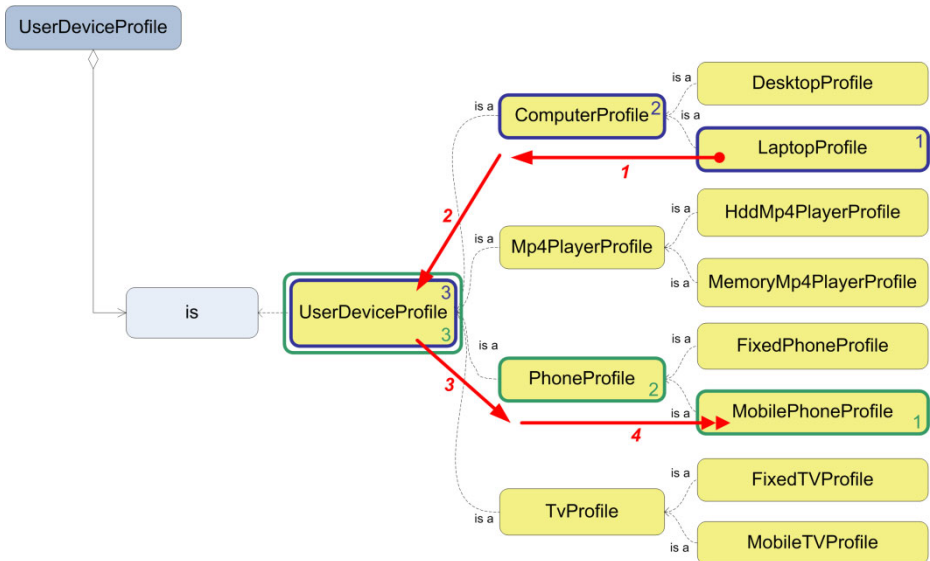 UserDeviceProfile
is a
ComputerProfile
2
is a
DesktopProfile
is a
LaptopProfile
1
1
2
is a
Mp4PlayerProfile
is a
HddMp4PlayerProfile
is a
MemoryMp4PlayerProfile
is
UserDeviceProfile
3
3
is a
PhoneProfile
2
is a
FixedPhoneProfile
is a
MobilePhoneProfile
1
3
4
is a
TvProfile
is a
FixedTVProfile
is a
MobileTVProfile